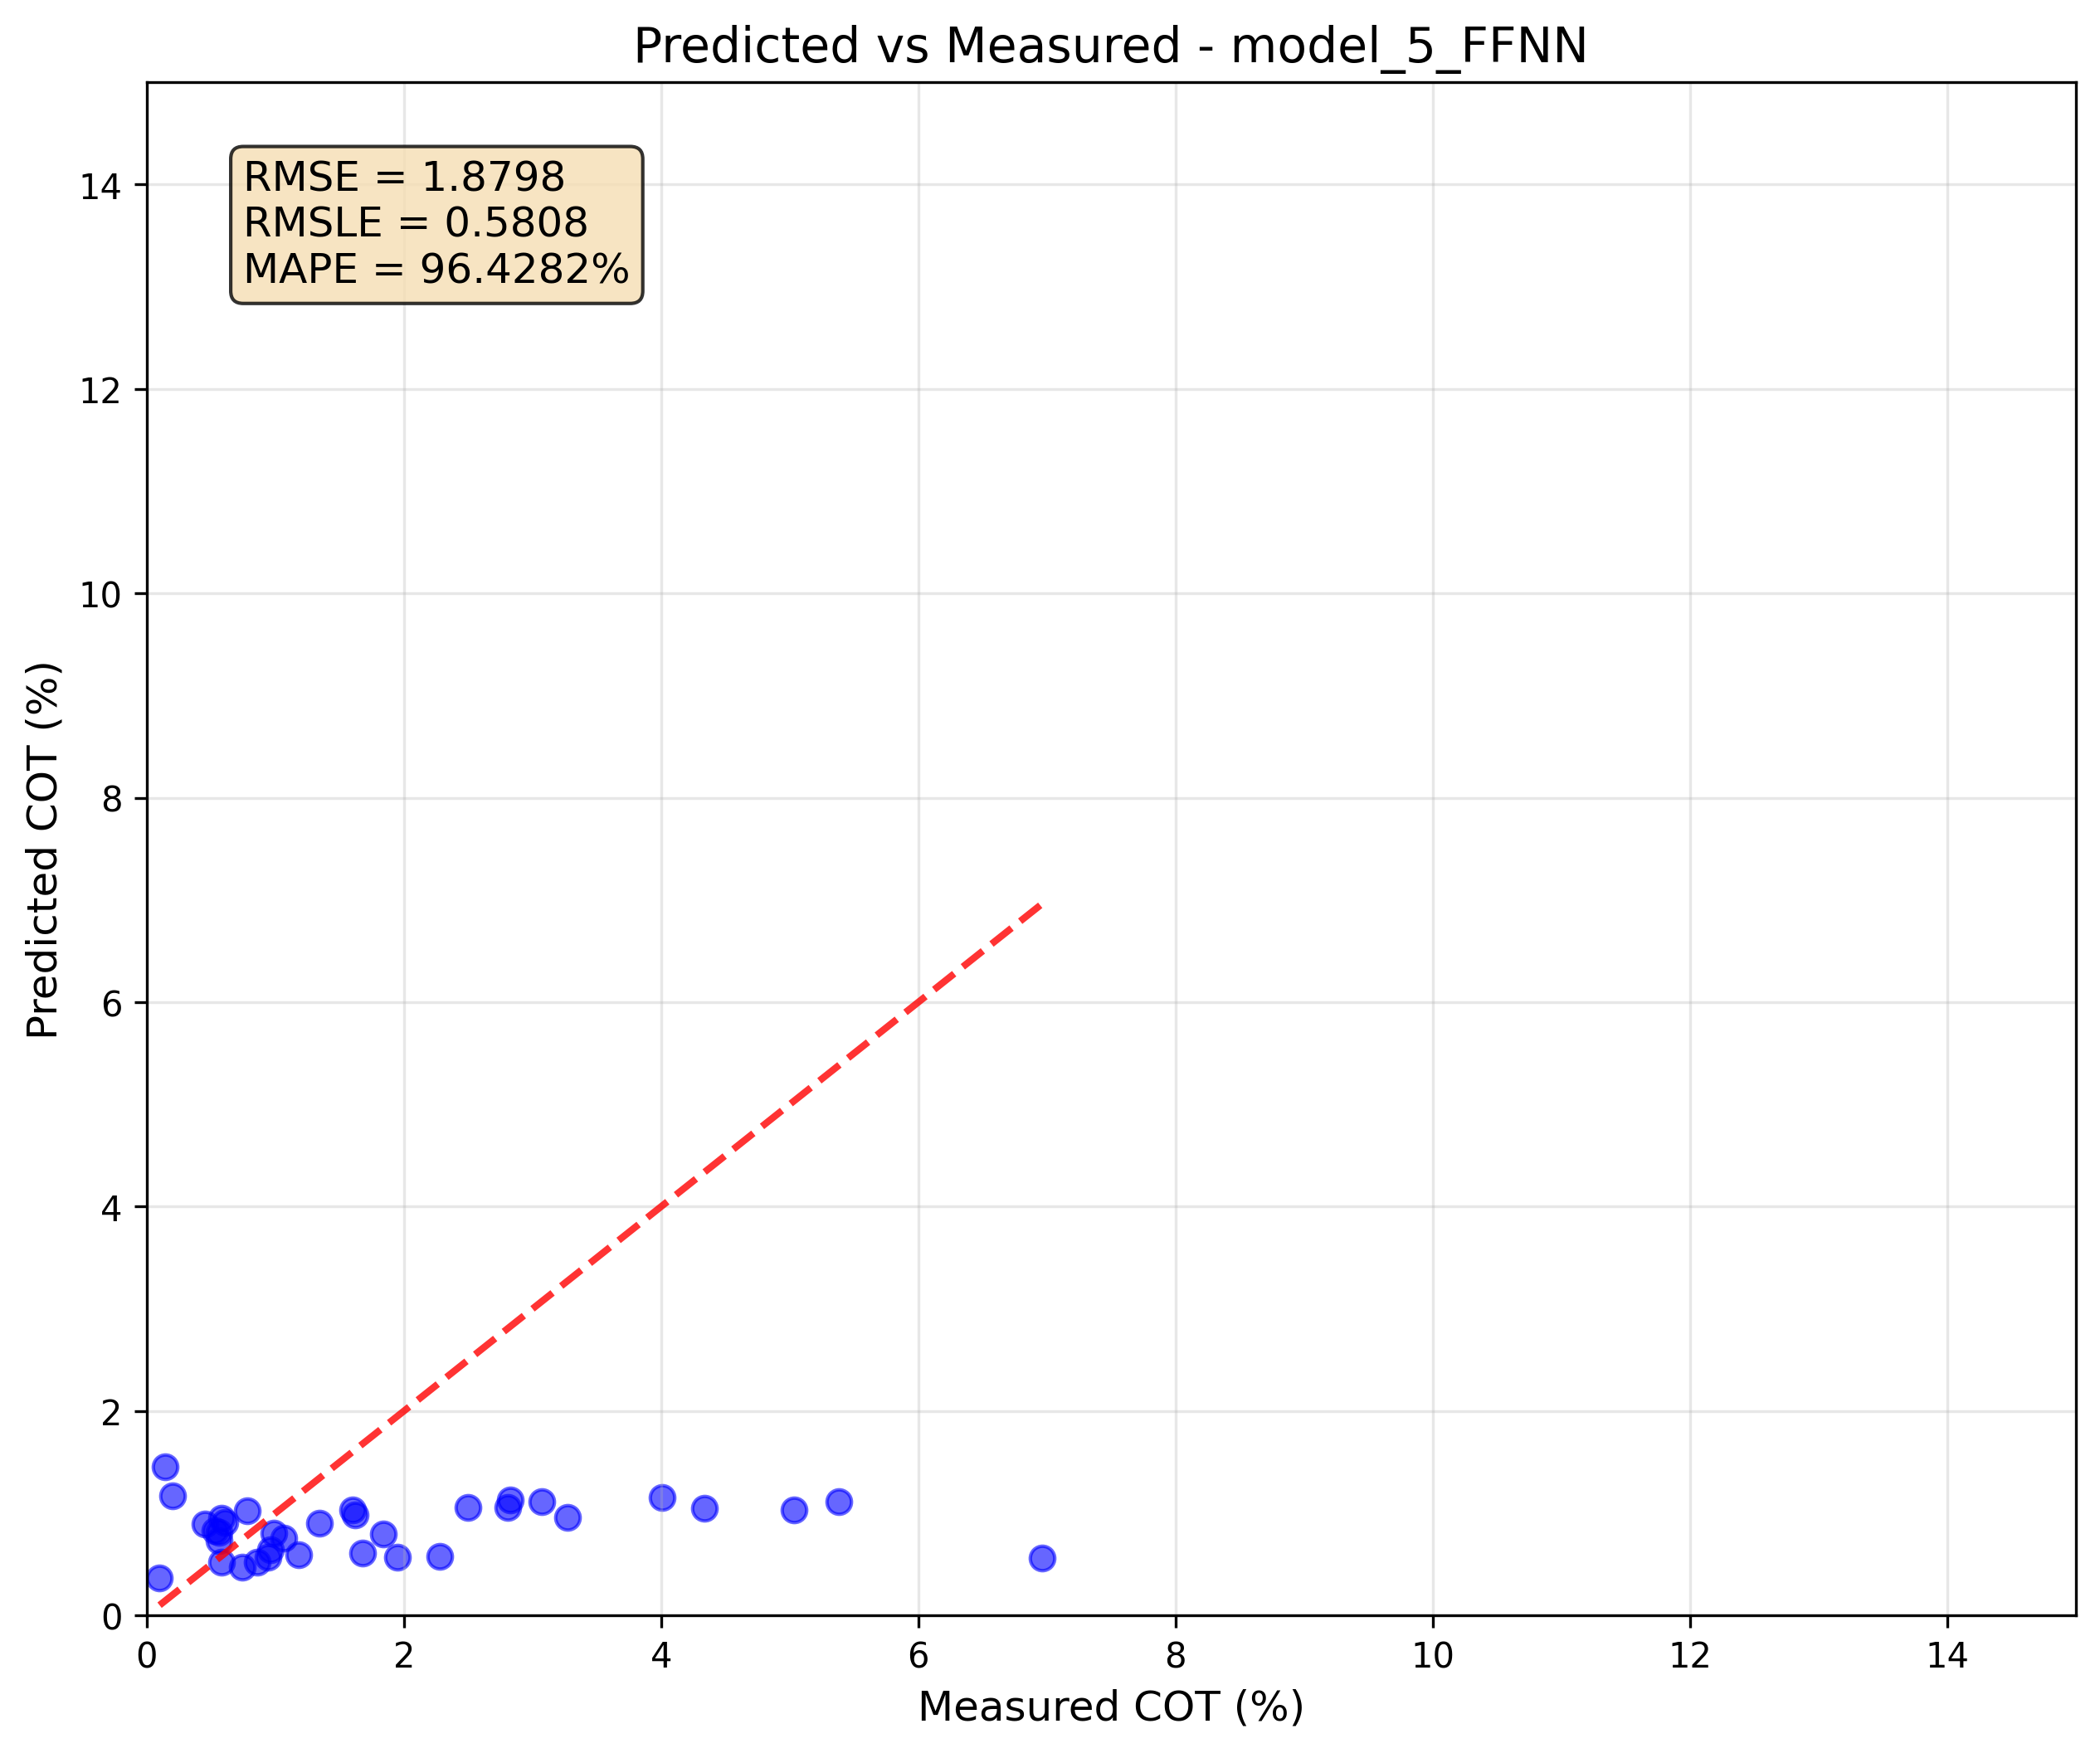 Predicted vs Measured - model_5_FFNN
RMSE = 1.8798
RMSLE = 0.5808
MAPE = 96.4282%
Predicted COT (%)
14
12
10
8
6
4
2
0
0 2 4 6 8 10 12 14
Measured COT (%)